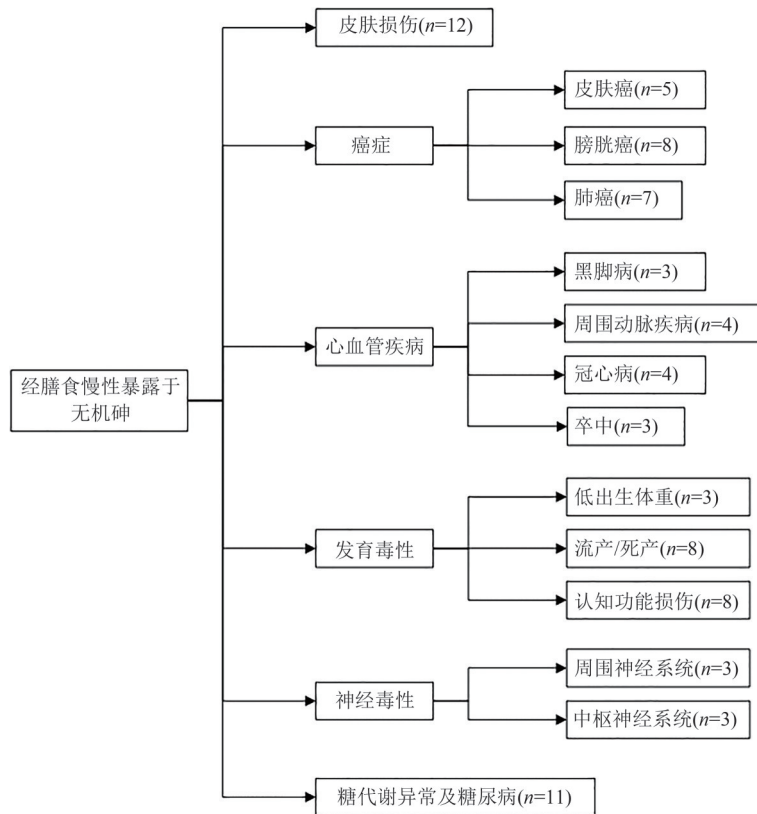 皮肤损伤(n=12)
皮肤癌(n=5)
癌症
膀胱癌(n=8)
肺癌(n=7)
黑脚病(n=3)
周围动脉疾病(n=4)
心血管疾病
冠心病(n=4)
经膳食慢性暴露于
无机砷
卒中(n=3)
低出生体重(n=3)
发育毒性
流产/死产(n=8)
认知功能损伤(n=8)
周围神经系统(n=3)
神经毒性
中枢神经系统(n=3)
糖代谢异常及糖尿病(n=11)